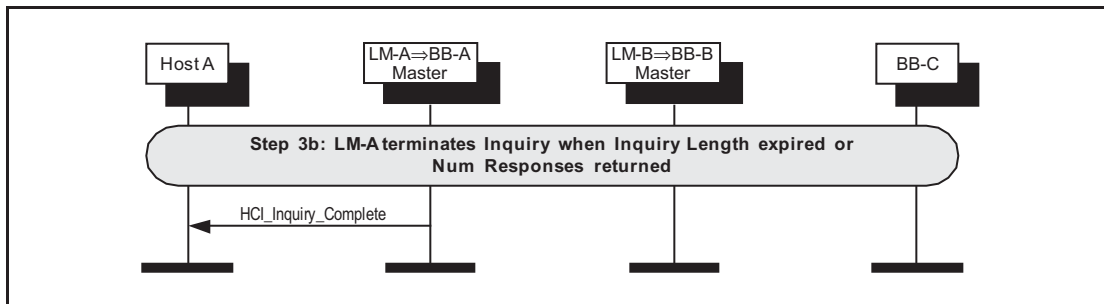 Host A
LM-A⇒BB-A
Master
LM-B⇒BB-B
Master
BB-C
Step 3b: LM-A terminates Inquiry when Inquiry Length expired or
Num Responses returned
HCI_Inquiry_Complete